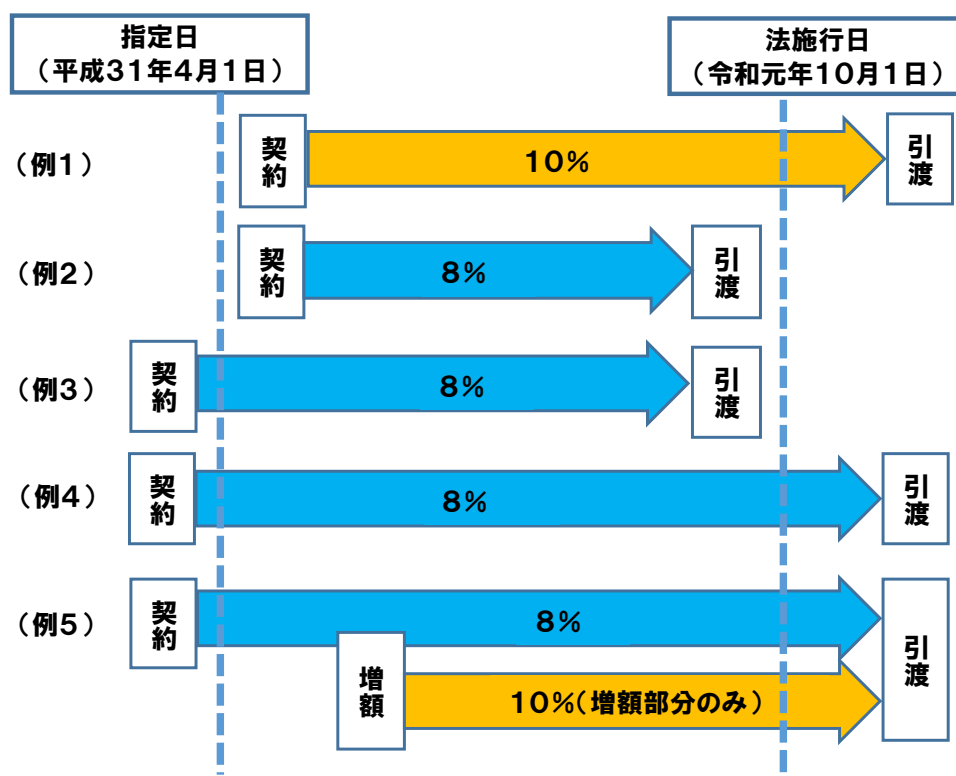 指定日
（平成31年4月1日）
法施行日
（令和元年10月1日）
（例1）
契約
10%
引渡
（例2）
契約
8%
引渡
（例3）
契約
8%
引渡
（例4）
契約
8%
引渡
（例5）
契約
8%
増額
10%（増額部分のみ）
引渡